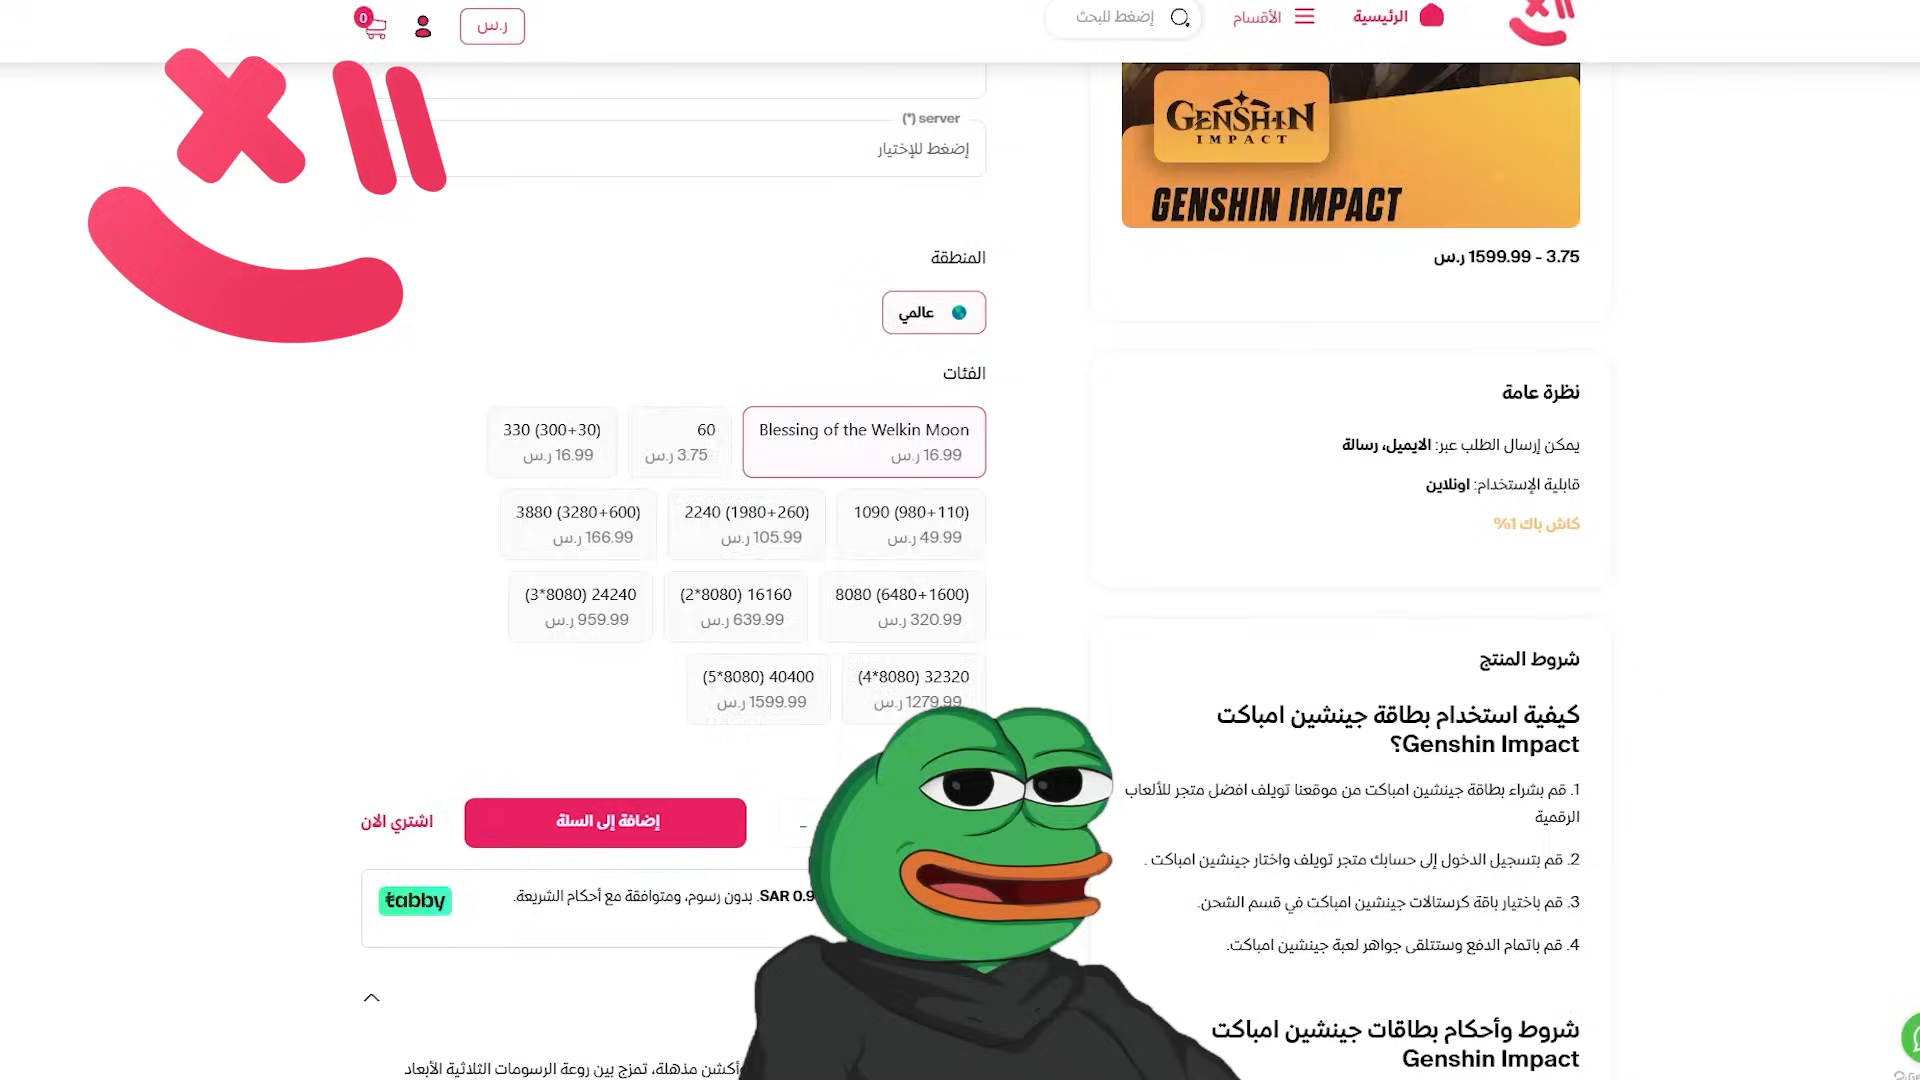 الرئيسية
الأقسام
إضغط للبحث
ر.س
0
GENSHIN
IMPACT
GENSHIN IMPACT
3.75 - 1599.99 ر.س
نظرة عامة
يمكن إرسال الطلب عبر: الايميل، رسالة
قابلية الإستخدام: اونلاين
كاش باك 1%
شروط المنتج
كيفية استخدام بطاقة جينشين امباكت
Genshin Impact؟
1. قم بشراء بطاقة جينشين امباكت من موقعنا تويلف افضل متجر للألعاب
الرقمية
2. قم بتسجيل الدخول إلى حسابك متجر تويلف واختار جينشين امباكت .
3. قم باختيار باقة كرستالات جينشين امباكت في قسم الشحن.
4. قم باتمام الدفع وستتلقى جواهر لعبة جينشين امباكت.
شروط وأحكام بطاقات جينشين امباكت
Genshin Impact
server (*)
إضغط للإختيار
المنطقة
عالمي
الفئات
Blessing of the Welkin Moon
16.99 ر.س
60
3.75 ر.س
330 (300+30)
16.99 ر.س
1090 (980+110)
49.99 ر.س
2240 (1980+260)
105.99 ر.س
3880 (3280+600)
166.99 ر.س
8080 (6480+1600)
320.99 ر.س
16160 (8080*2)
639.99 ر.س
24240 (8080*3)
959.99 ر.س
32320 (8080*4)
1279.99 ر.س
40400 (8080*5)
1599.99 ر.س
-
إضافة إلى السلة
اشتري الان
SAR 0.9. بدون رسوم، ومتوافقة مع أحكام الشريعة.
tabby
أكشن مذهلة، تمزج بين روعة الرسومات الثلاثية الأبعاد